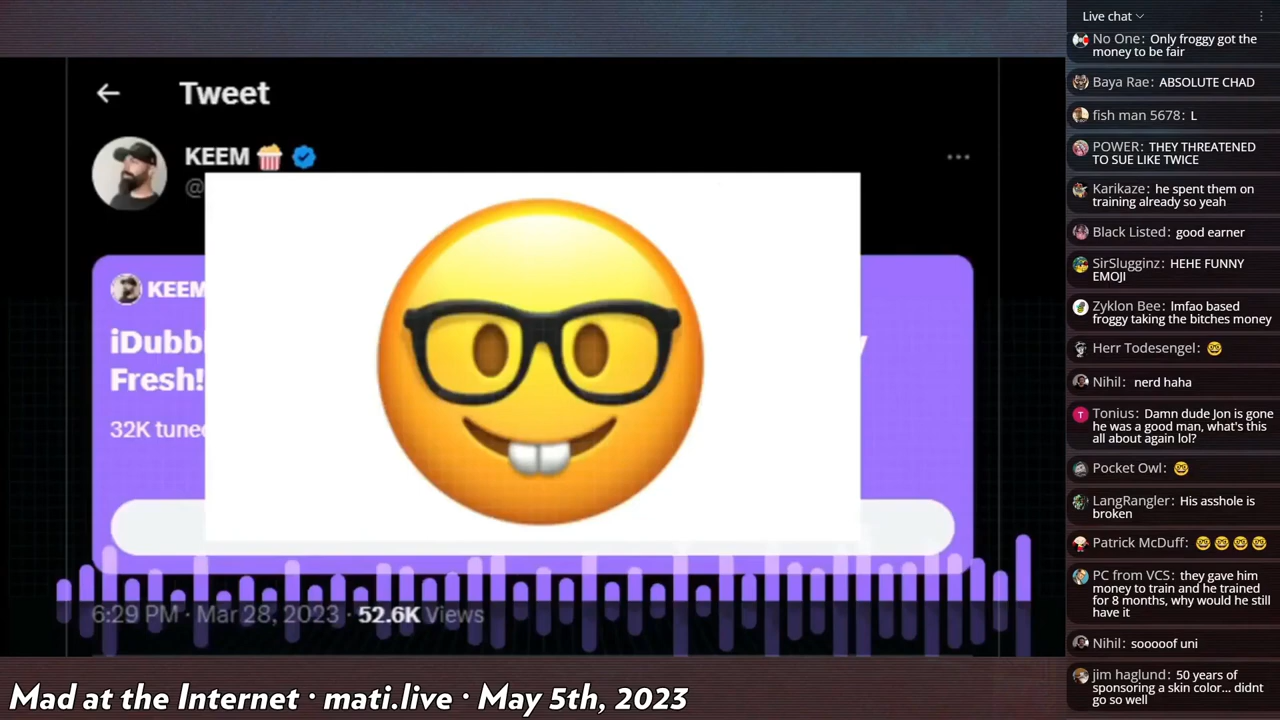 Tweet
KEEM
@
KEEM
iDubb
y
Fresh!
32K tune
6:29 PM · Mar 28, 2023 · 52.6K Views
Mad at the Internet · mati.live · May 5th, 2023
Live chat
No One: Only froggy got the
money to be fair
Baya Rae: ABSOLUTE CHAD
fish man 5678: L
POWER: THEY THREATENED
TO SUE LIKE TWICE
Karikaze: he spent them on
training already so yeah
Black Listed: good earner
SirSlugginz: HEHE FUNNY
EMOJI
Zyklon Bee: lmfao based
froggy taking the bitches money
Herr Todesengel: 🤓
Nihil: nerd haha
T
Tonius: Damn dude Jon is gone
he was a good man, what's this
all about again lol?
Pocket Owl: 🤓
LangRangler: His asshole is
broken
Patrick McDuff: 🤓 🤓 🤓 🤓
PC from VCS: they gave him
money to train and he trained
for 8 months, why would he still
have it
Nihil: sooooof uni
jim haglund: 50 years of
sponsoring a skin color... didnt
go so well